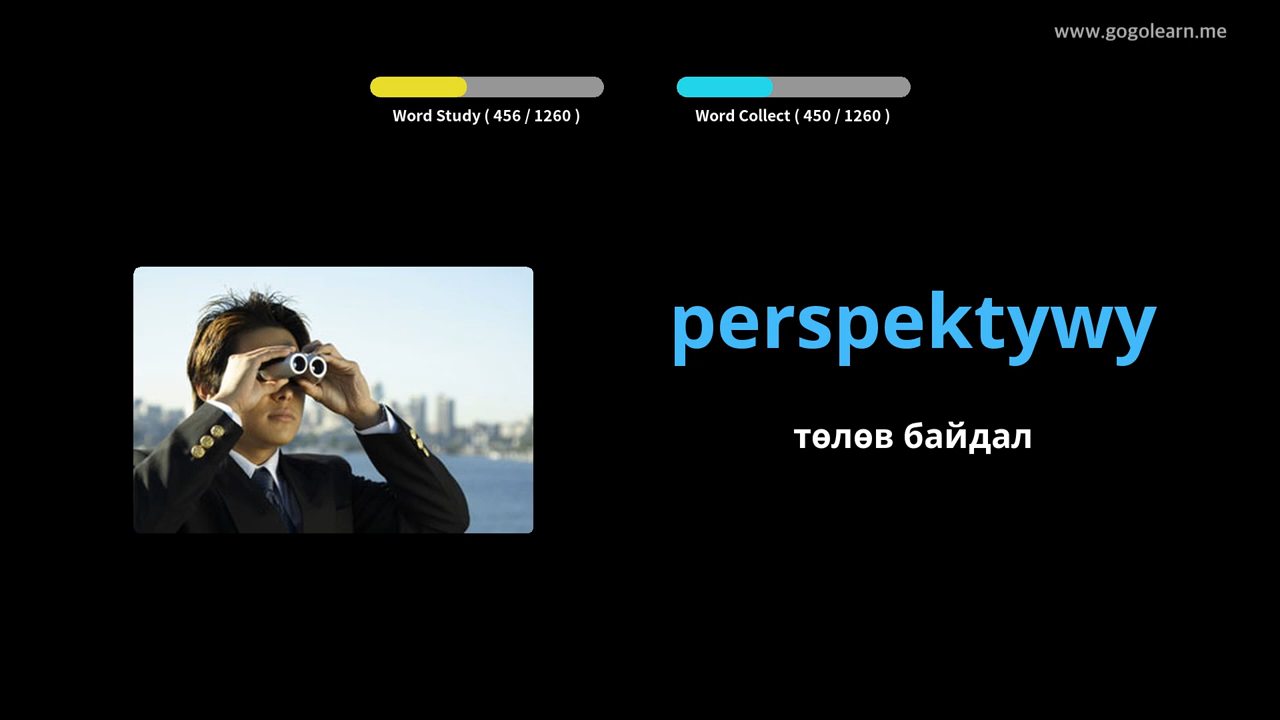 www.gogolearn.me
Word Study ( 456 / 1260 )
Word Collect ( 450 / 1260 )
perspektywy
төлөв байдал